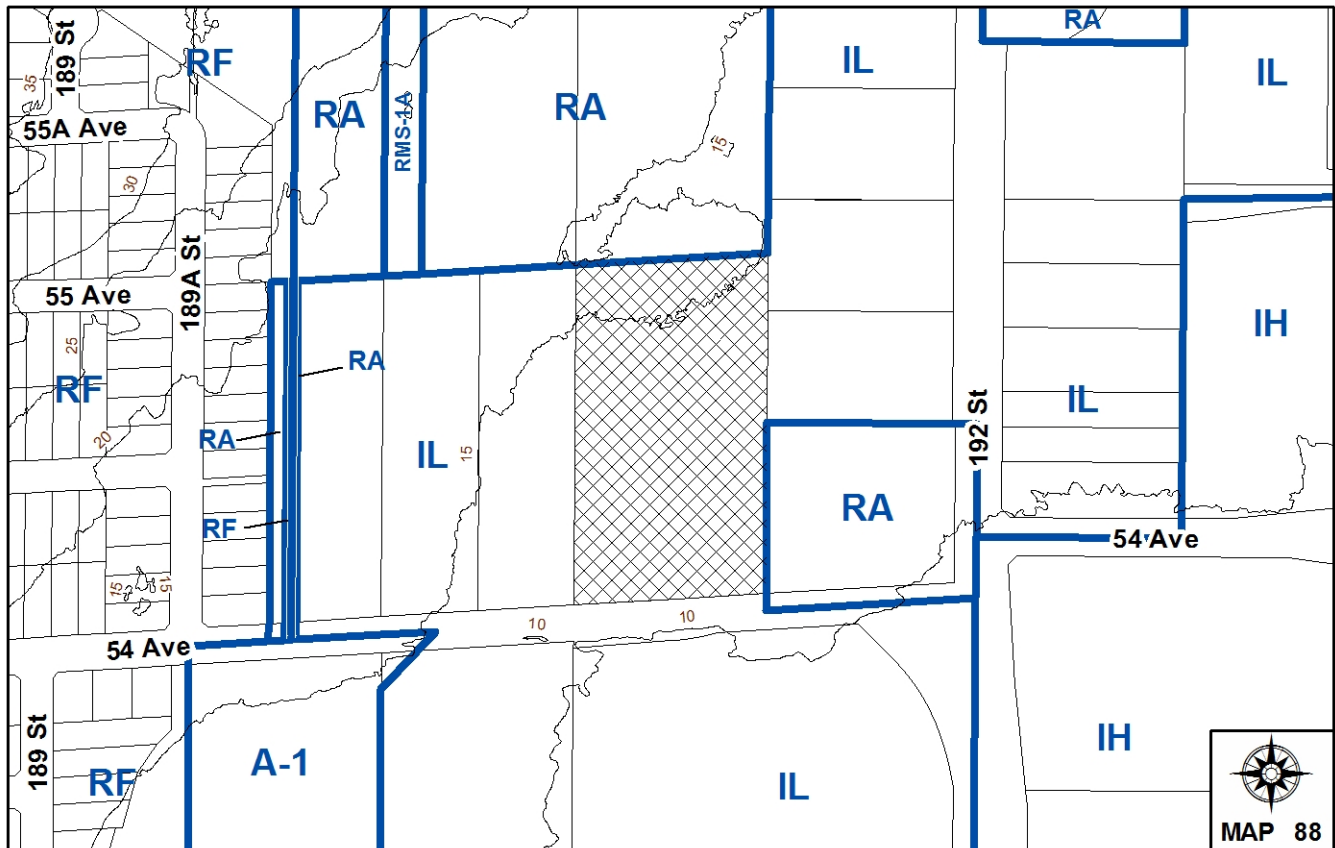 189 St
RF
RA
IL
IL
35
RA
RMS-1A
RA
55A Ave
15
30
189A St
55 Ave
IH
25
RA
RF
IL
192 St
20
RA
IL
15
RA
RF
54 Ave
15
15
10
10
54 Ave
189 St
A-1
IH
RF
IL
MAP 88